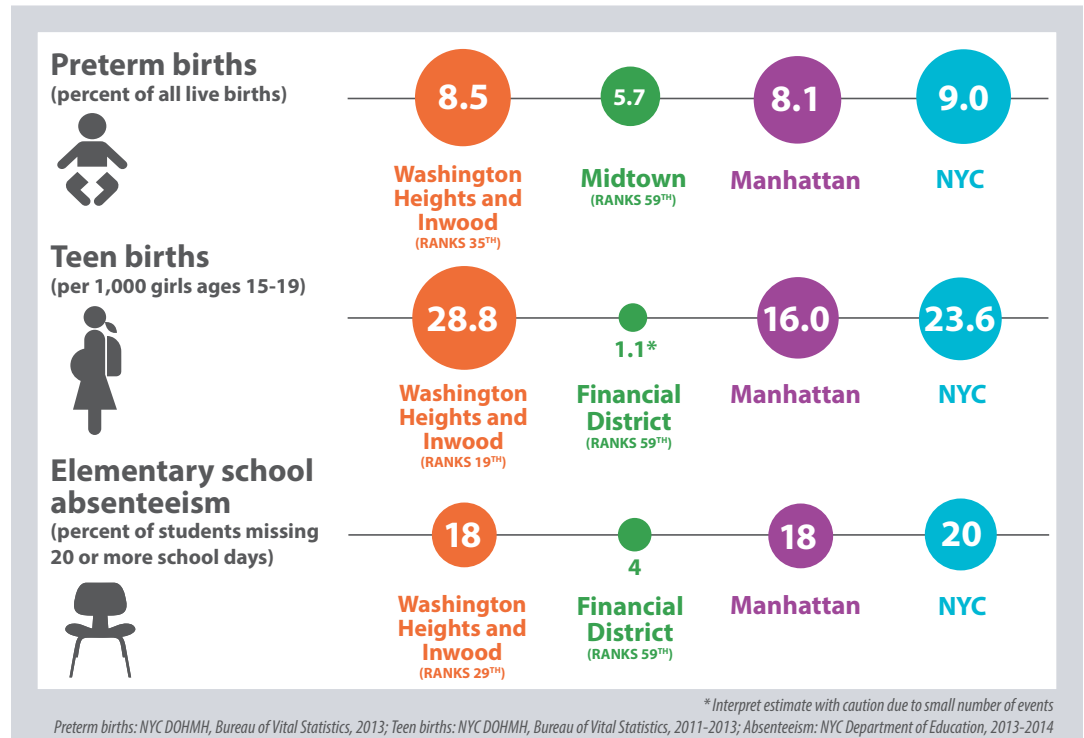 Preterm births
(percent of all live births)
8.5
5.7
8.1
9.0
Washington
Heights and
Inwood
(RANKS 35TH)
Midtown
(RANKS 59TH)
Manhattan
NYC
Teen births
(per 1,000 girls ages 15-19)
28.8
1.1*
16.0
23.6
Washington
Heights and
Inwood
(RANKS 19TH)
Financial
District
(RANKS 59TH)
Manhattan
NYC
Elementary school
absenteeism
(percent of students missing
20 or more school days)
18
4
18
20
Washington
Heights and
Inwood
(RANKS 29TH)
Financial
District
(RANKS 59TH)
Manhattan
NYC
* Interpret estimate with caution due to small number of events
Preterm births: NYC DOHMH, Bureau of Vital Statistics, 2013; Teen births: NYC DOHMH, Bureau of Vital Statistics, 2011-2013; Absenteeism: NYC Department of Education, 2013-2014